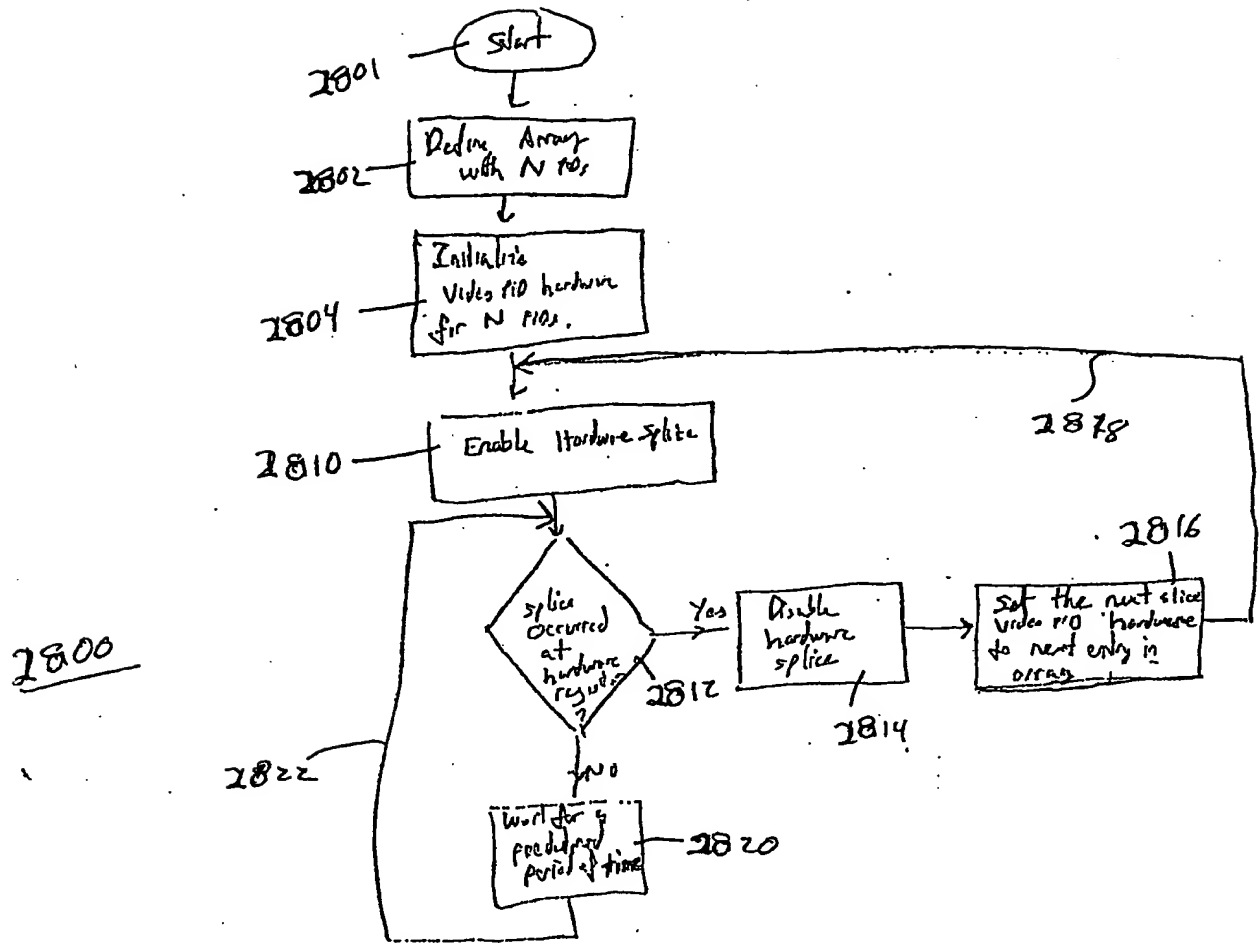 Start
2801
Define Array
with N PIDs
2802
Initialize
Video PID hardware
for N PIDs.
2804
2818
Enable Hardware Splice
2810
2816
splice
occurred
at
hardware
register
?
Yes
Disable
hardware
splice
Set the next slice
video PID hardware
to next entry in
array
2800
2812
2814
2822
NO
Wait for a
predefined
period of time
2820